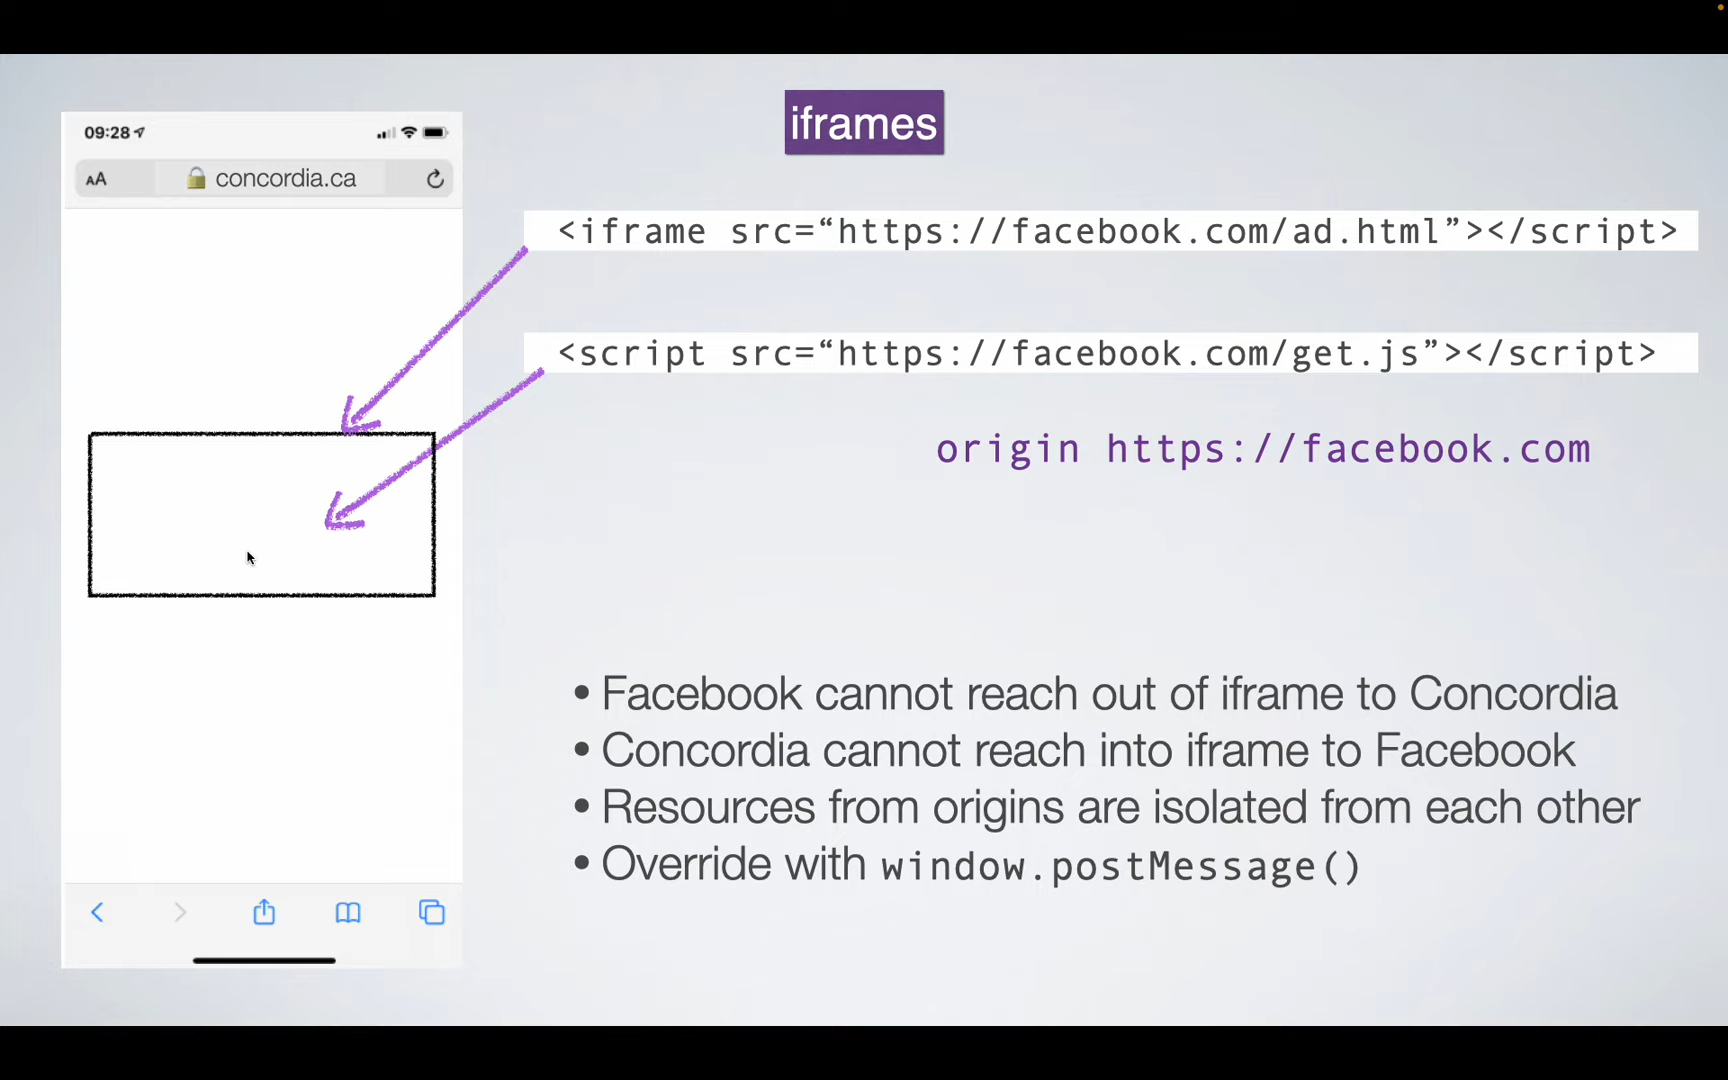 iframes
09:28
AA concordia.ca
<iframe src=“https://facebook.com/ad.html”></script>
<script src=“https://facebook.com/get.js”></script>
origin https://facebook.com
• Facebook cannot reach out of iframe to Concordia
• Concordia cannot reach into iframe to Facebook
• Resources from origins are isolated from each other
• Override with window.postMessage()